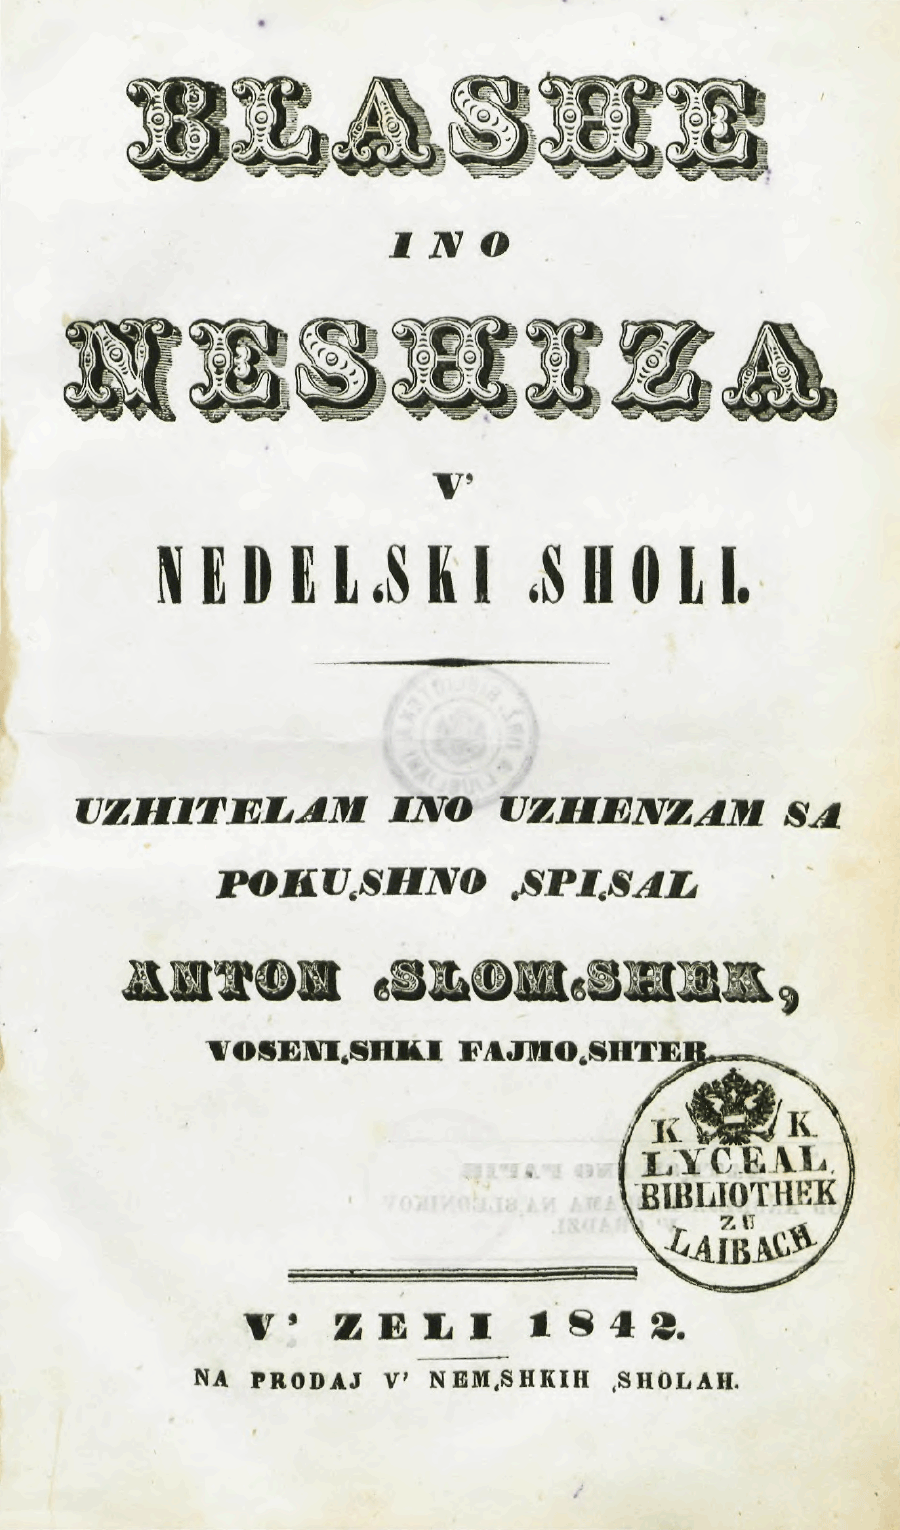 BLASHE
INO
NESHIZA
V'
NEDEL,SKI ,SHOLI.
UZHITELAM INO UZHENZAM SA
POKU,SHNO ,SPI,SAL
ANTON ,SLOM,SHEK,
VOSENI,SHKI FAJMO,SHTER.
K K
LYCEAL
BIBLIOTHEK
ZU
LAIBACH
V' ZELI 1842.
NA PRODAJ V' NEM,SHKIH ,SHOLAH.